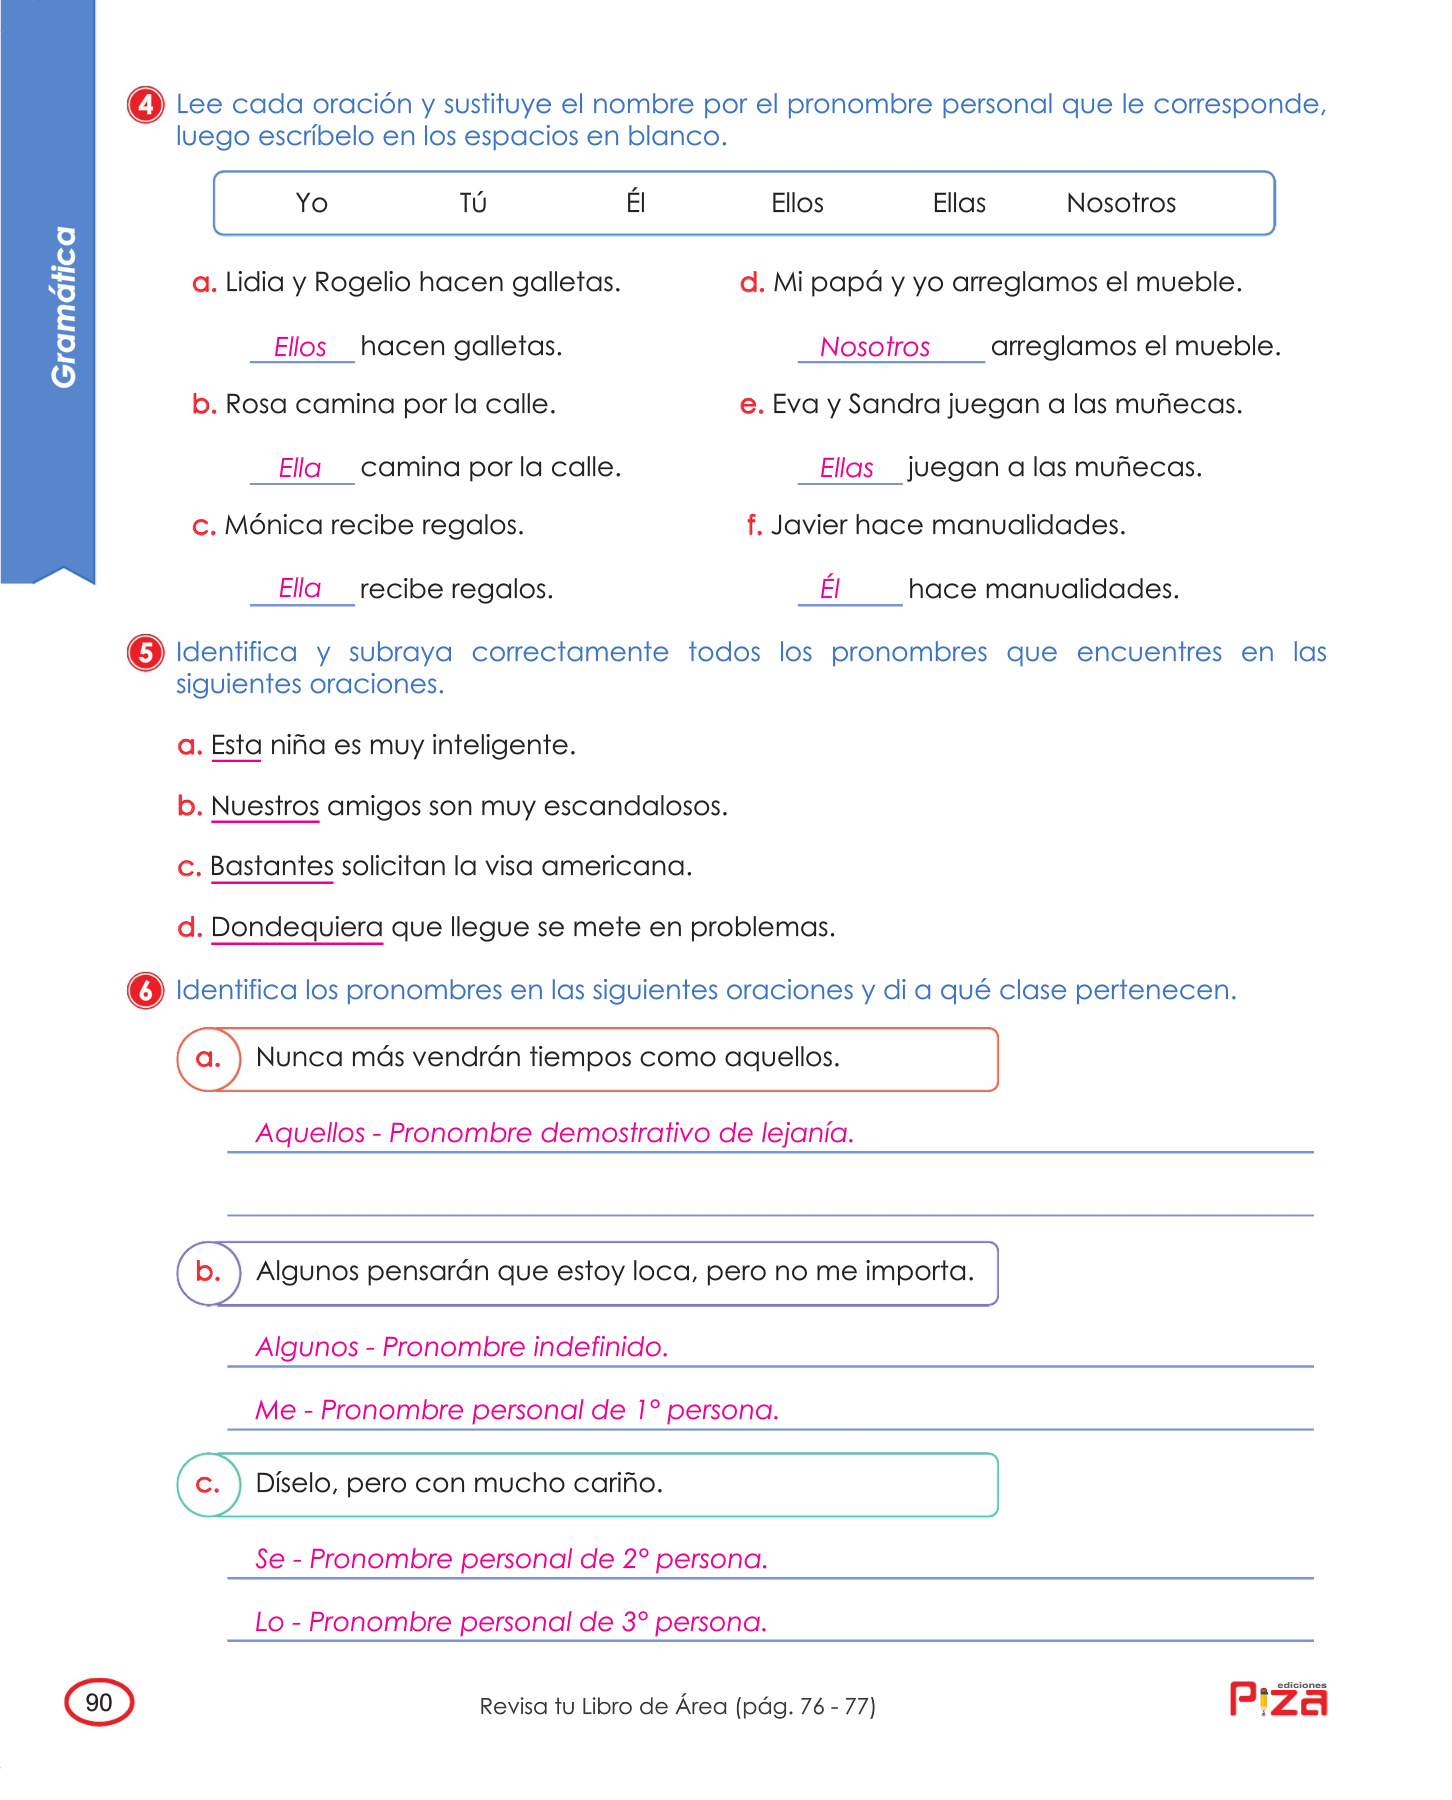 Gramática
4 Lee cada oración y sustituye el nombre por el pronombre personal que le corresponde,
luego escríbelo en los espacios en blanco.
Yo Tú Él Ellos Ellas Nosotros
a. Lidia y Rogelio hacen galletas.
Ellos hacen galletas.
b. Rosa camina por la calle.
Ella camina por la calle.
c. Mónica recibe regalos.
Ella recibe regalos.
d. Mi papá y yo arreglamos el mueble.
Nosotros arreglamos el mueble.
e. Eva y Sandra juegan a las muñecas.
Ellas juegan a las muñecas.
f. Javier hace manualidades.
Él hace manualidades.
5 Identifica y subraya correctamente todos los pronombres que encuentres en las
siguientes oraciones.
a. Esta niña es muy inteligente.
b. Nuestros amigos son muy escandalosos.
c. Bastantes solicitan la visa americana.
d. Dondequiera que llegue se mete en problemas.
6 Identifica los pronombres en las siguientes oraciones y di a qué clase pertenecen.
a. Nunca más vendrán tiempos como aquellos.
Aquellos - Pronombre demostrativo de lejanía.
b. Algunos pensarán que estoy loca, pero no me importa.
Algunos - Pronombre indefinido.
Me - Pronombre personal de 1° persona.
c. Díselo, pero con mucho cariño.
Se - Pronombre personal de 2° persona.
Lo - Pronombre personal de 3° persona.
90
Revisa tu Libro de Área (pág. 76 - 77)
ediciones
Piza